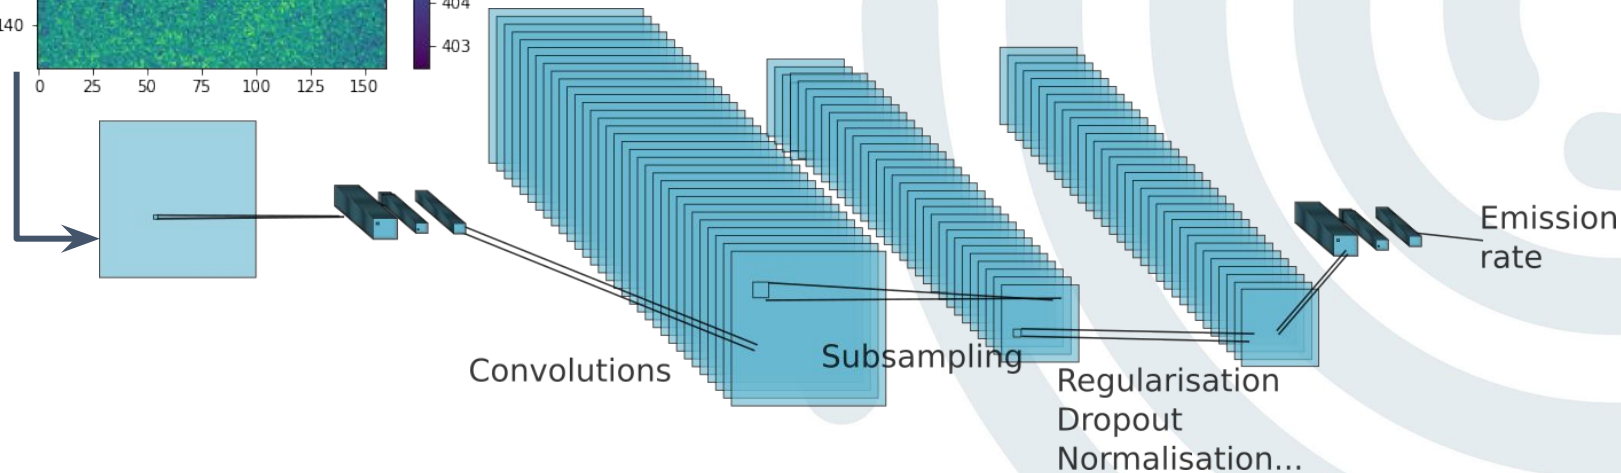 404
140
403
0 25 50 75 100 125 150
Emission
rate
Convolutions
Subsampling
Regularisation
Dropout
Normalisation...